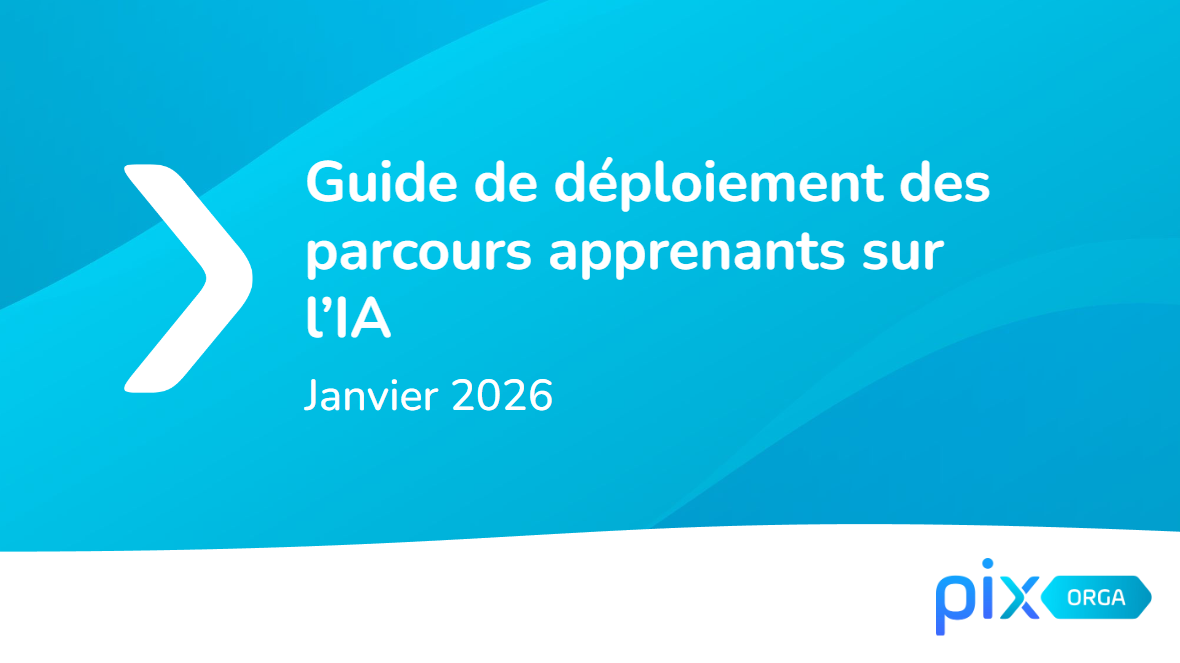 Guide de déploiement des
parcours apprenants sur
l’IA
Janvier 2026
pix ORGA